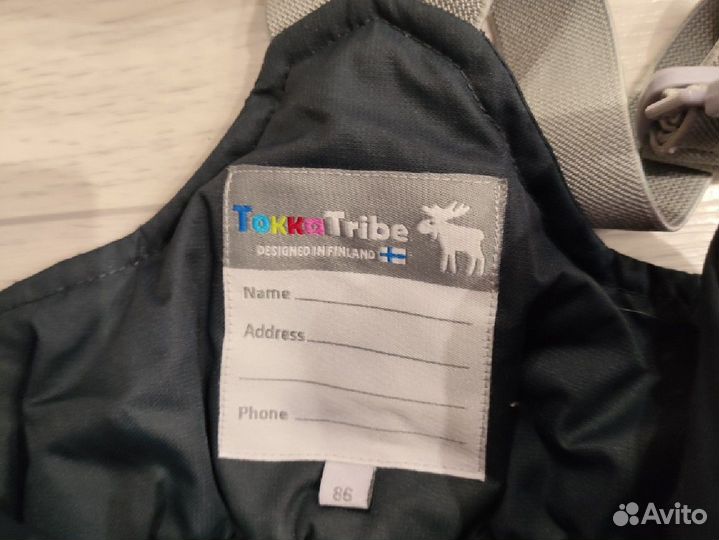 TokkaTribe
DESIGNED IN FINLAND
Name
Address
Phone
86
Avito